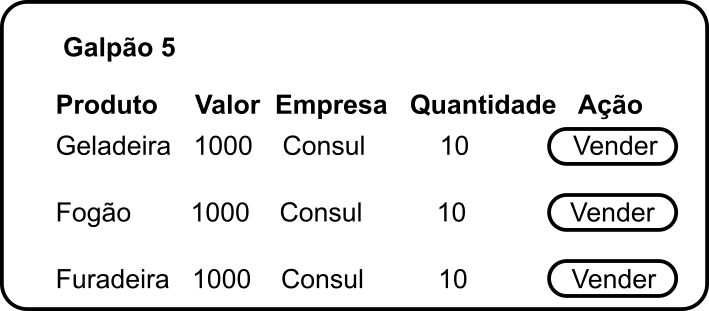 Galpão 5
Produto Valor Empresa Quantidade Ação
Geladeira 1000 Consul 10 Vender
Fogão 1000 Consul 10 Vender
Furadeira 1000 Consul 10 Vender